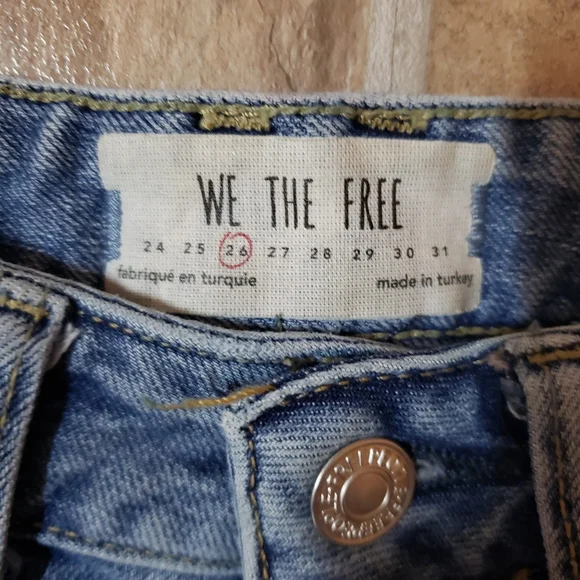 WE THE FREE
24 25 26 27 28 29 30 31
fabriqué en turquie made in turkey